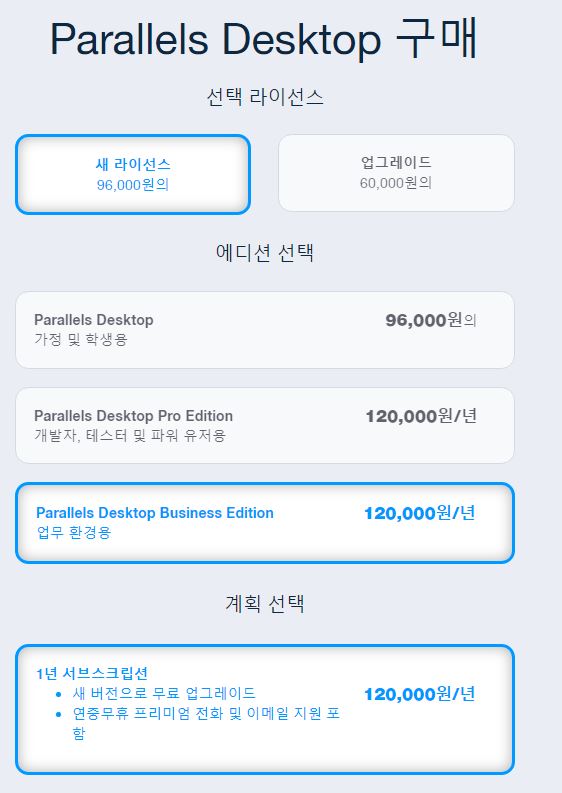 Parallels Desktop 구매
선택 라이선스
새 라이선스
96,000원의
업그레이드
60,000원의
에디션 선택
Parallels Desktop
96,000원의
가정 및 학생용
Parallels Desktop Pro Edition
120,000원/년
개발자, 테스터 및 파워 유저용
Parallels Desktop Business Edition
120,000원/년
업무 환경용
계획 선택
1년 서브스크립션
새 버전으로 무료 업그레이드
120,000원/년
연중무휴 프리미엄 전화 및 이메일 지원 포
함